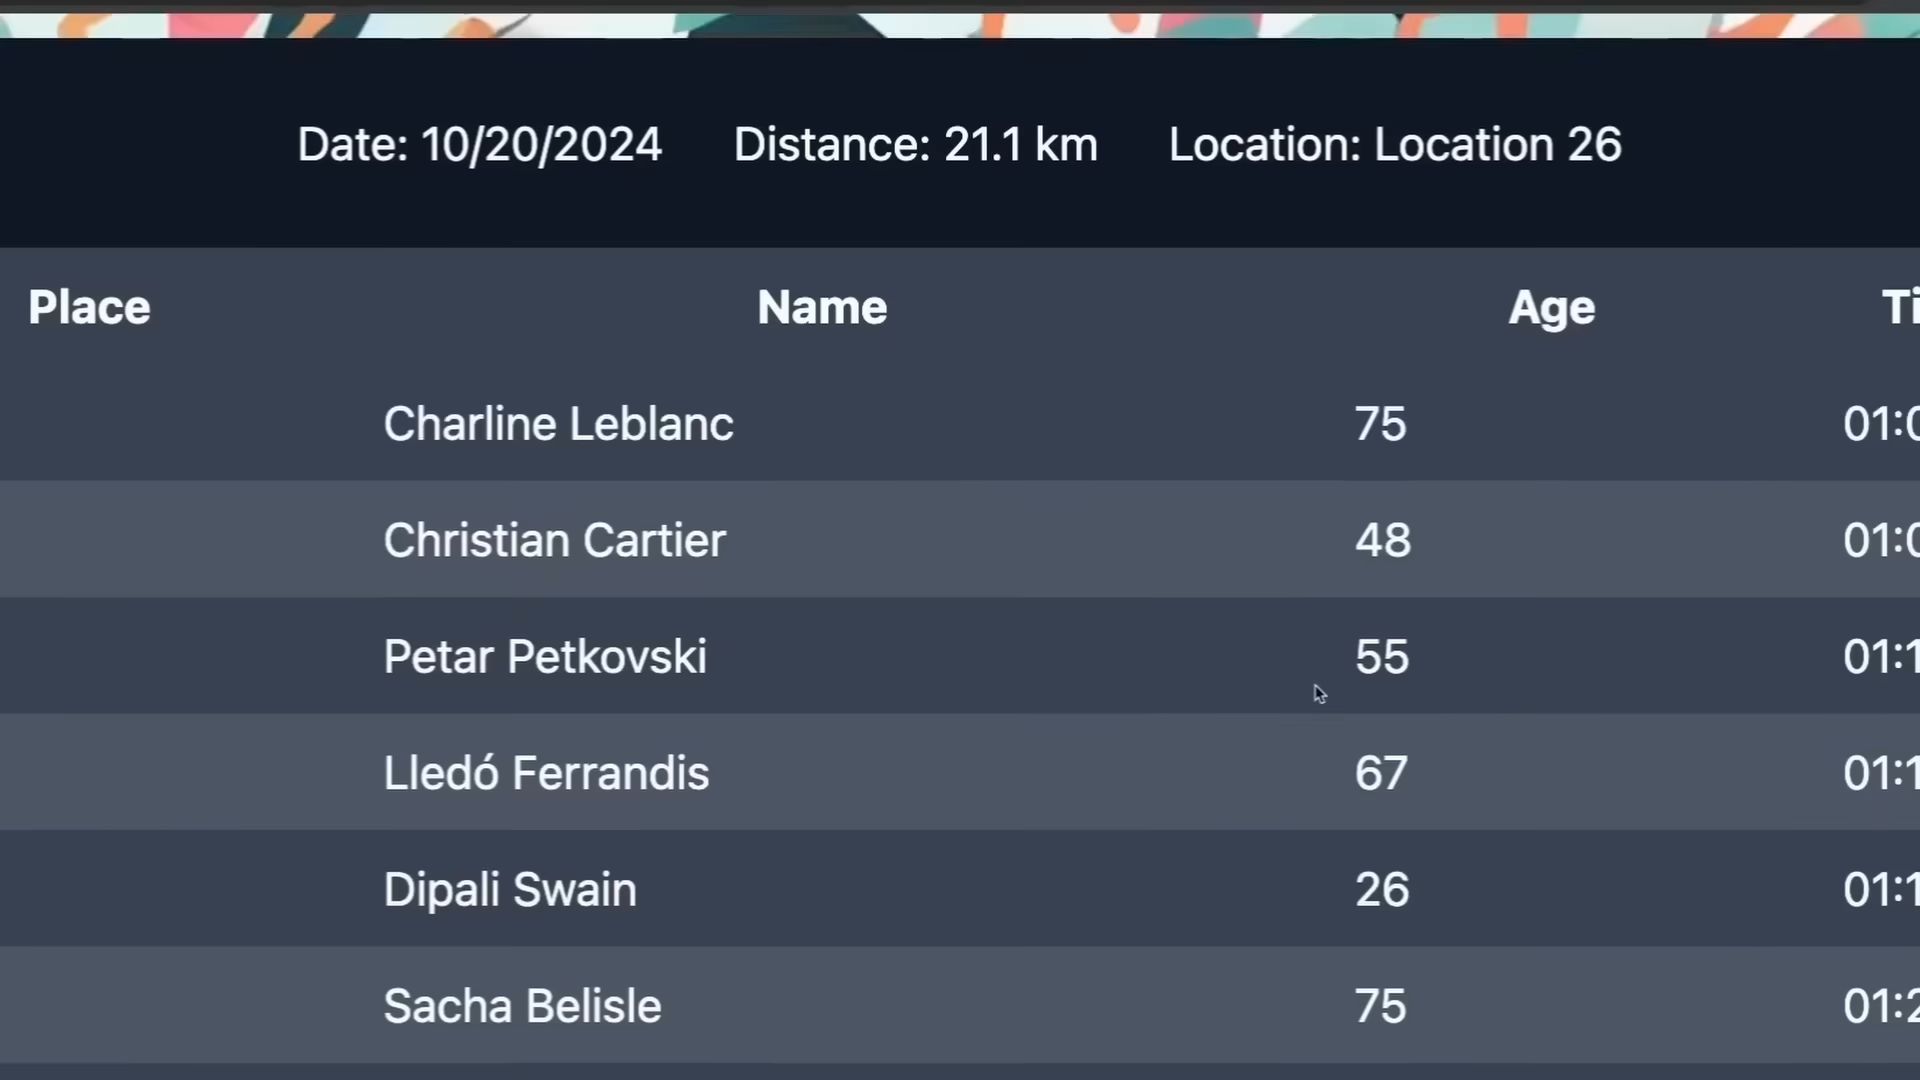 Date: 10/20/2024 Distance: 21.1 km Location: Location 26
Place Name Age
Charline Leblanc 75
Christian Cartier 48
Petar Petkovski 55
Lledó Ferrandis 67
Dipali Swain 26
Sacha Belisle 75